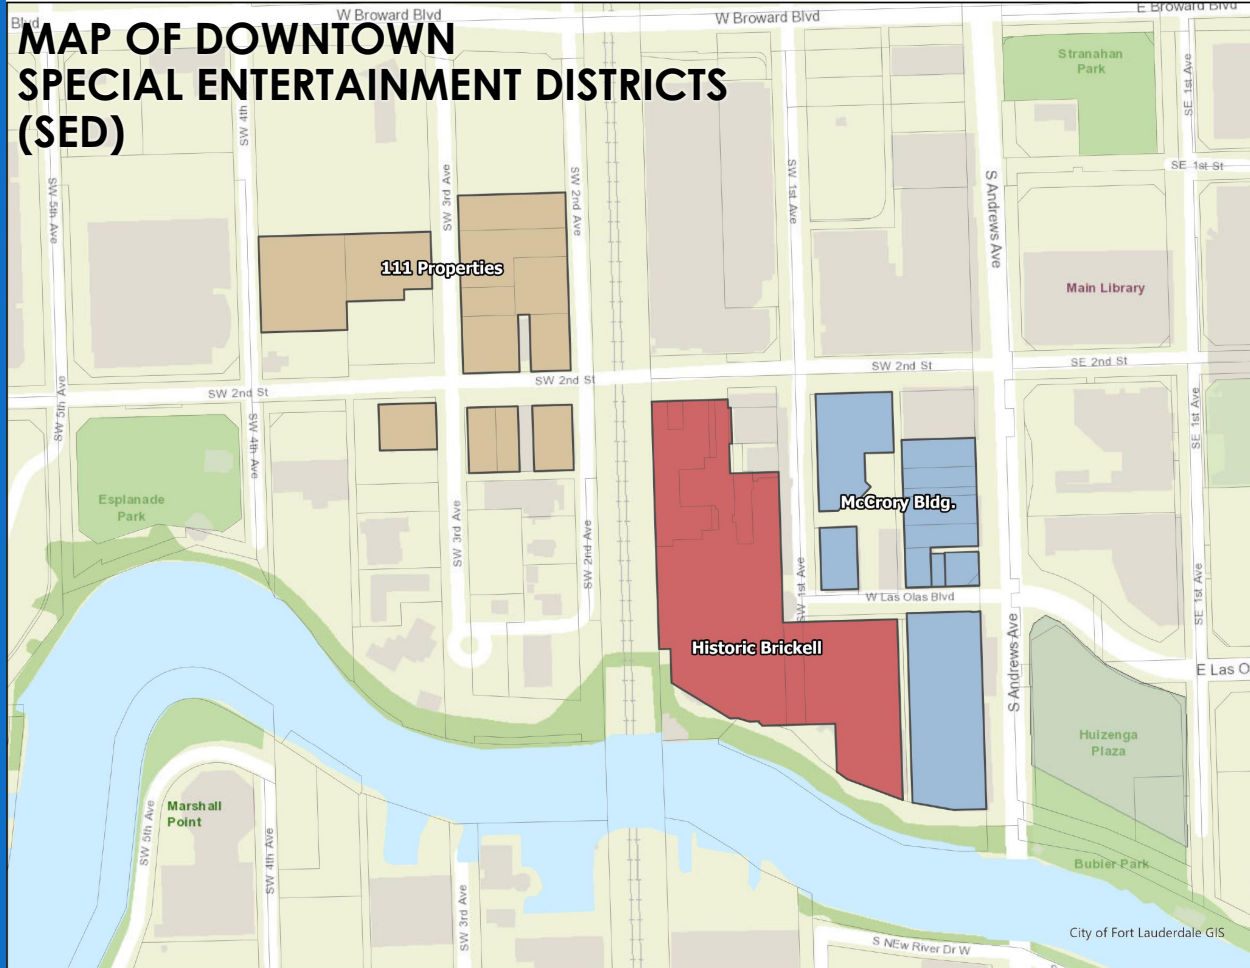 Blvd
W Broward Blvd
W Broward Blvd
E Broward Blvd
MAP OF DOWNTOWN
SPECIAL ENTERTAINMENT DISTRICTS
(SED)
Stranahan
Park
SE 1st Ave
SW 4th
SE 1st St
SW 5th Ave
SW 3rd Ave
SW 2nd Ave
SW 1st Ave
S Andrews Ave
111 Properties
Main Library
SW 2nd St
SE 2nd St
SW 2nd St
SW 2nd St
SW 5th Ave
SW 4th Ave
SE 1st Ave
Esplanade
Park
McCrory Bldg.
SW 3rd Ave
SW 2nd Ave
SW 1st Ave
W Las Olas Blvd
SE 1st Ave
Historic Brickell
S Andrews Ave
E Las O
Huizenga
Plaza
Marshall
Point
SW 5th Ave
SW 4th Ave
SW 3rd Ave
Bubier Park
City of Fort Lauderdale GIS
S NEw River Dr W